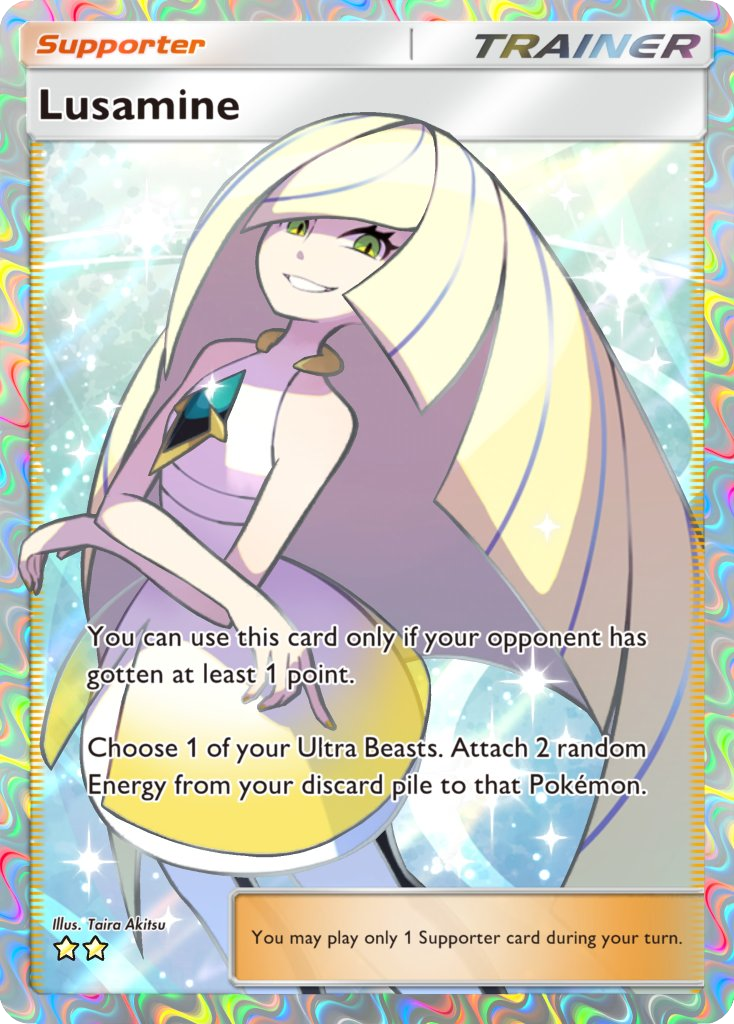 Supporter
TRAINER
Lusamine
You can use this card only if your opponent has
gotten at least 1 point.
Choose 1 of your Ultra Beasts. Attach 2 random
Energy from your discard pile to that Pokémon.
Illus. Taira Akitsu
You may play only 1 Supporter card during your turn.